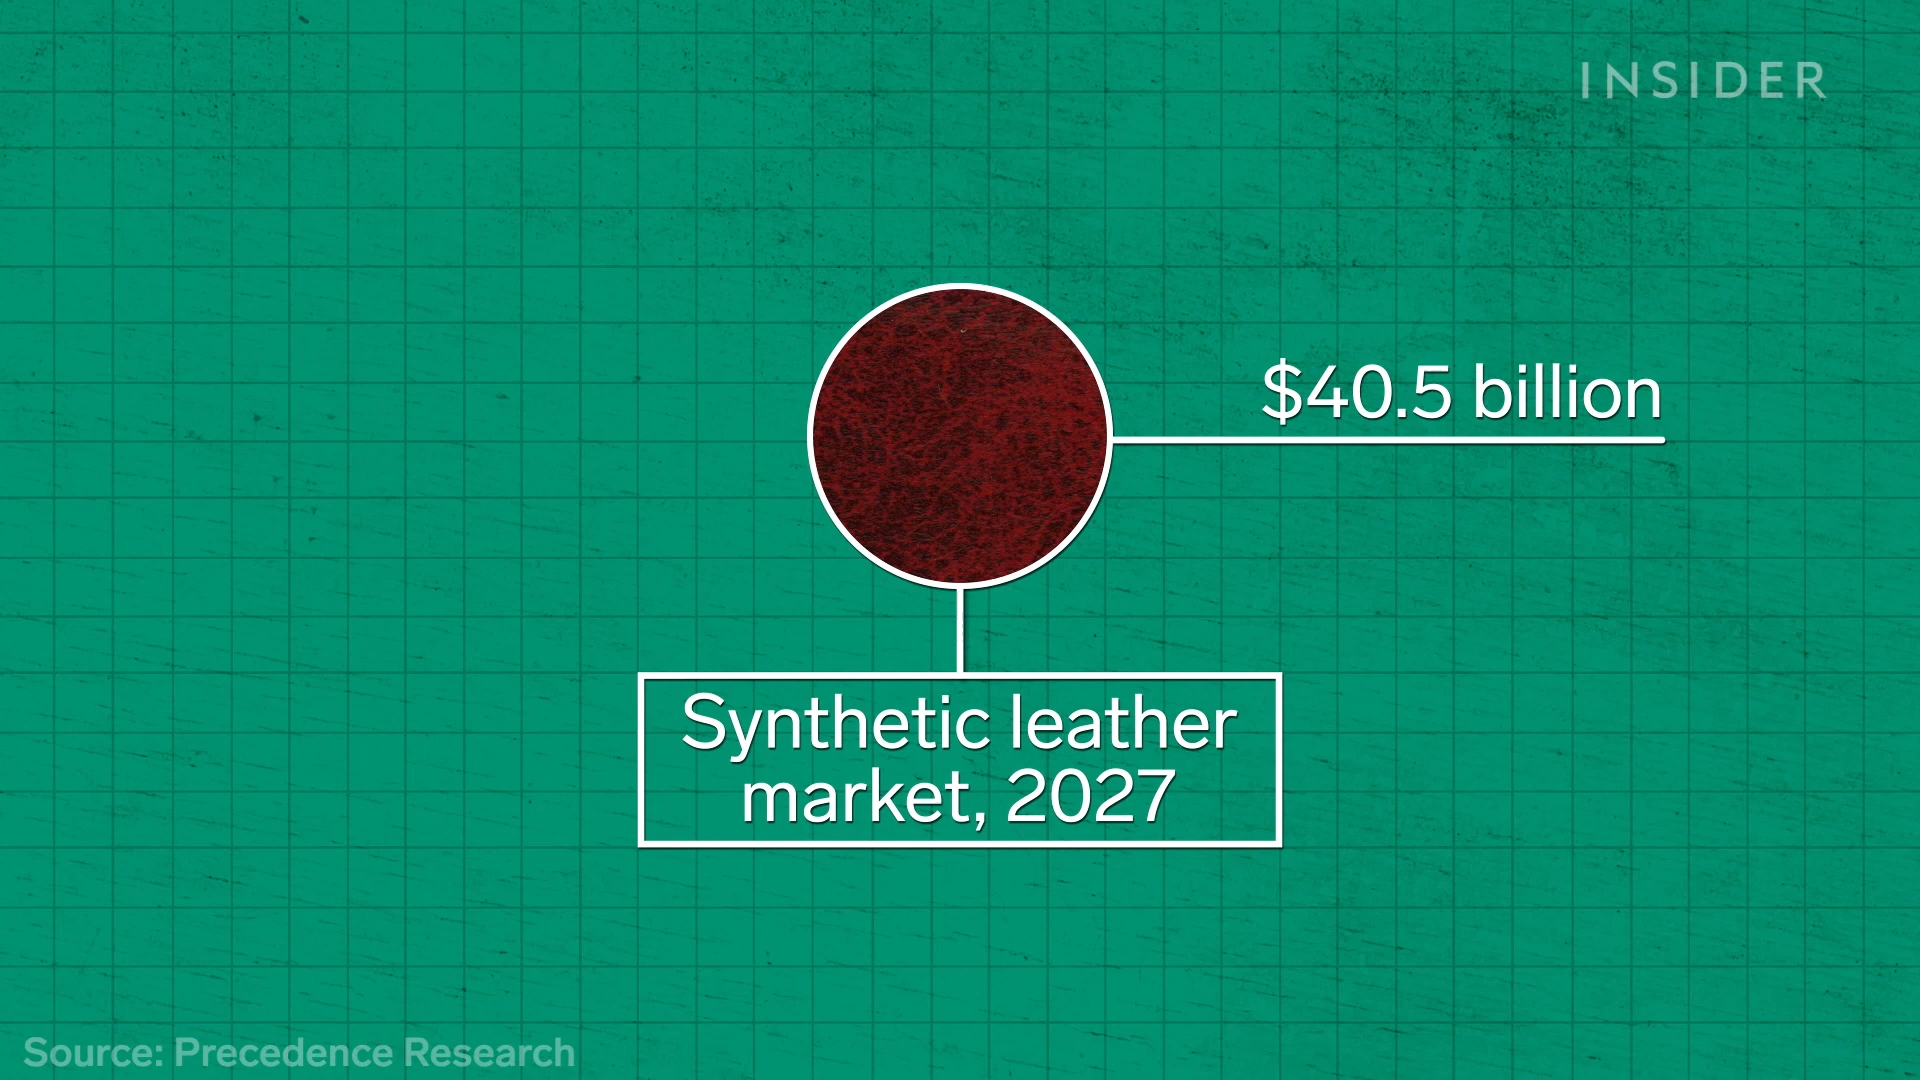 INSIDER
$40.5 billion
Synthetic leather
market, 2027
Source: Precedence Research